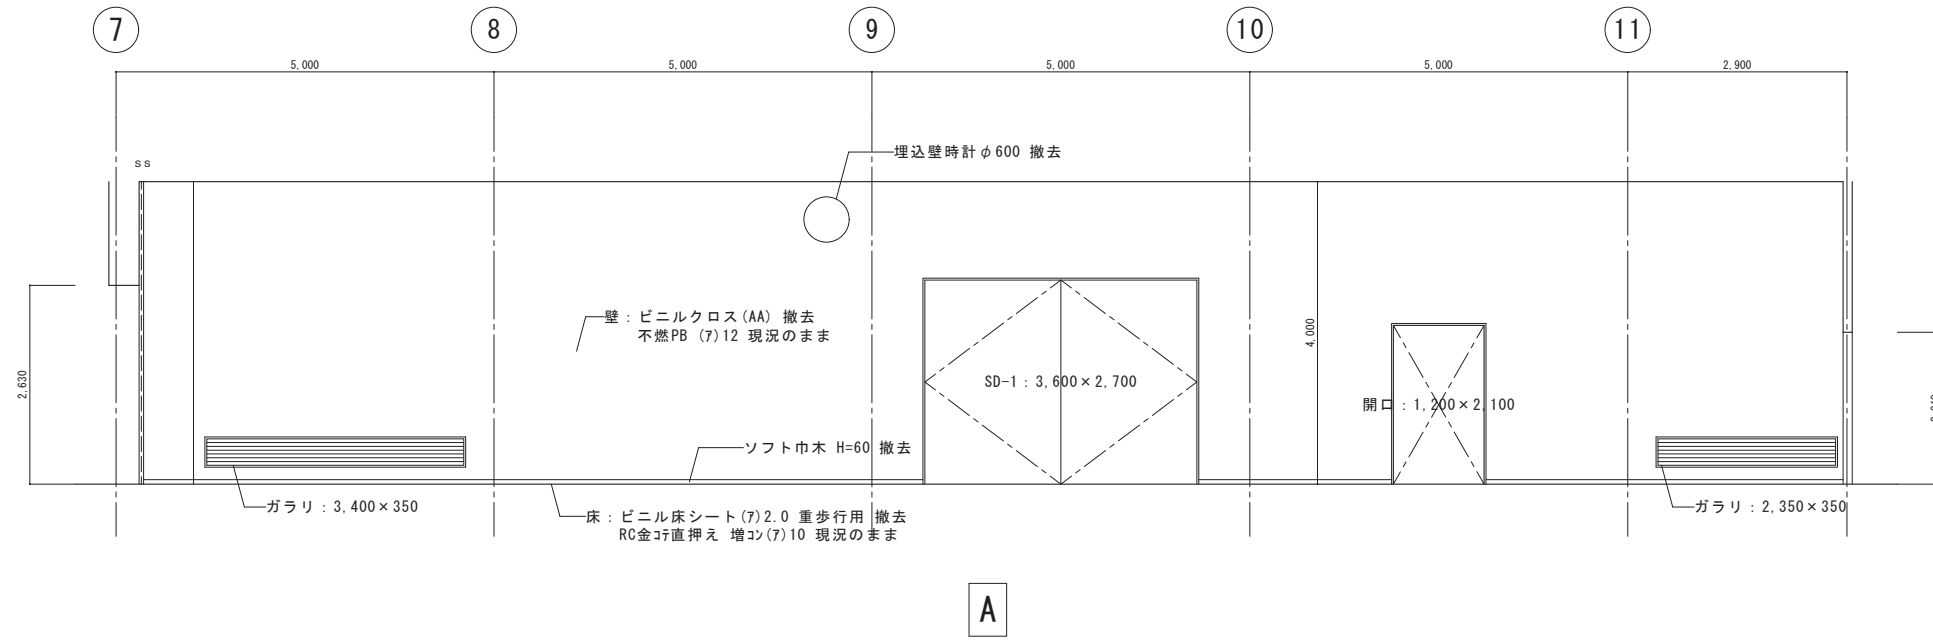 7
8
9
10
11
5,000
5,000
5,000
5,000
2,900
ss
埋込壁時計φ600 撤去
壁：ビニルクロス(AA) 撤去
不燃PB (ｱ)12 現況のまま
4,000
2,630
SD-1：3,600×2,700
開口：1,200×2,100
ソフト巾木 H=60 撤去
ガラリ：3,400×350
床：ビニル床シート(ｱ)2.0 重歩行用 撤去
RC金ｺﾃ直押え 増ｺﾝ(ｱ)10 現況のまま
ガラリ：2,350×350
A